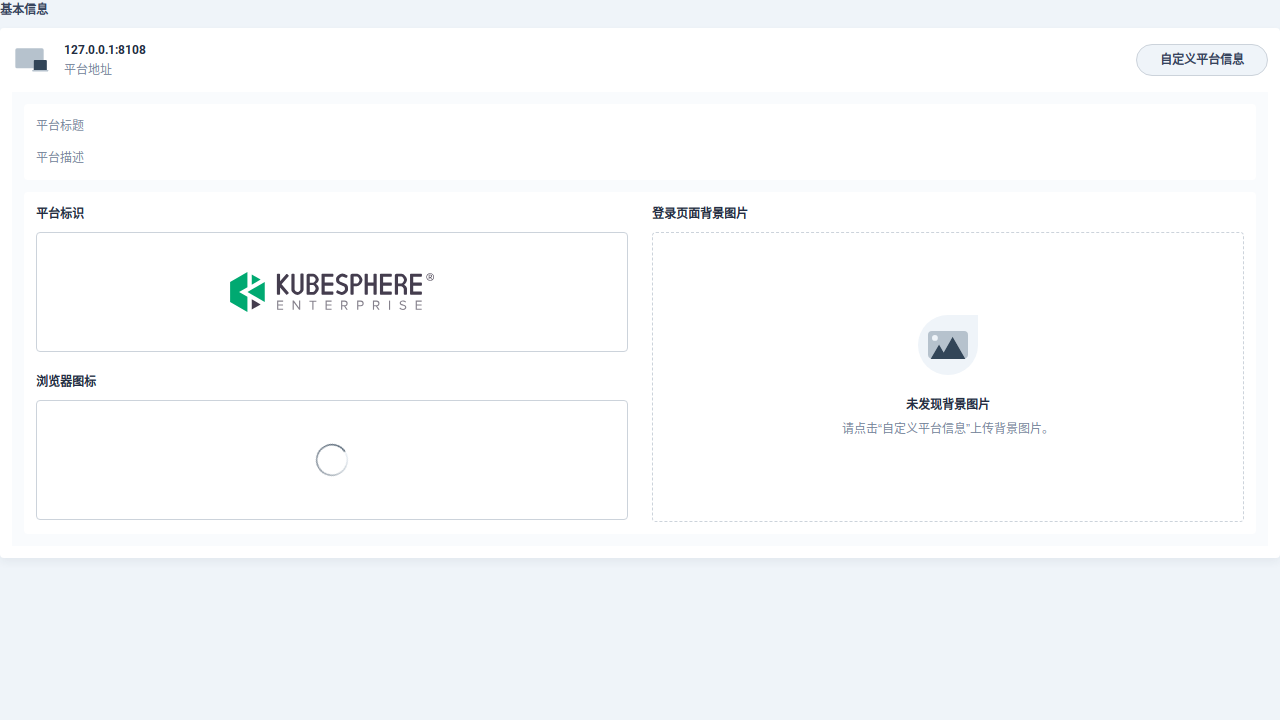 基本信息
127.0.0.1:8108
平台地址
自定义平台信息
平台标题
平台描述
平台标识
KUBESPHERE®
ENTERPRISE
浏览器图标
登录页面背景图片
未发现背景图片
请点击“自定义平台信息”上传背景图片。